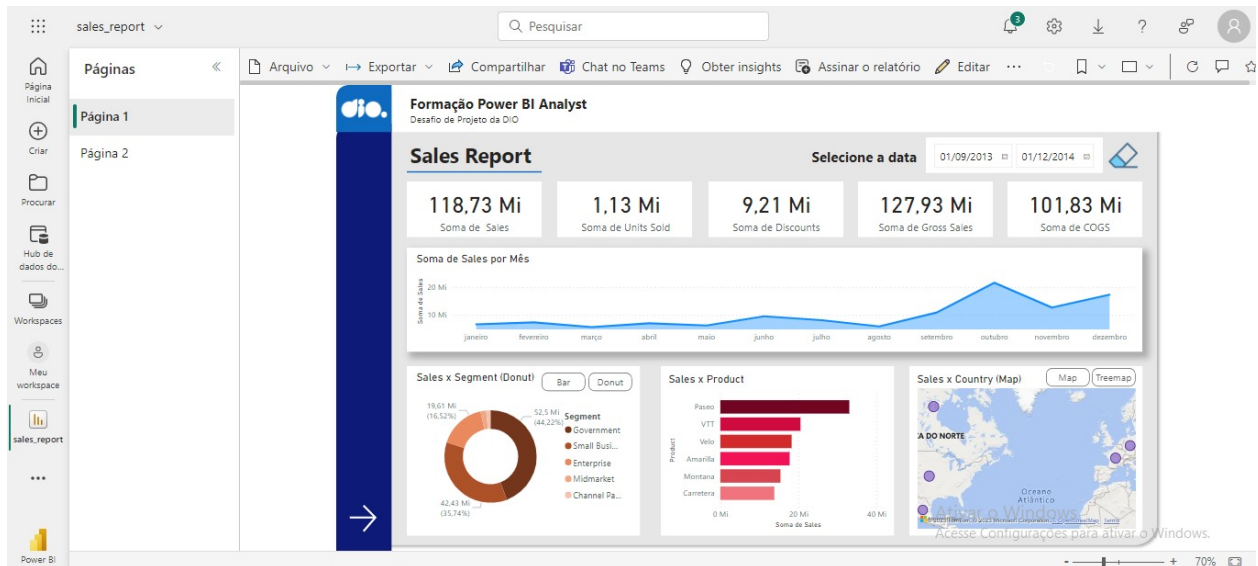 sales_report
Pesquisar
3
Página Inicial
Criar
Procurar
Hub de dados do...
Workspaces
Meu workspace
sales_report
Power BI
Páginas
Página 1
Página 2
Arquivo Exportar Compartilhar Chat no Teams Obter insights Assinar o relatório Editar
dio.
Formação Power BI Analyst
Desafio de Projeto da DIO
Sales Report
Selecione a data 01/09/2013 01/12/2014
118,73 Mi 1,13 Mi 9,21 Mi 127,93 Mi 101,83 Mi
Soma de Sales Soma de Units Sold Soma de Discounts Soma de Gross Sales Soma de COGS
Soma de Sales por Mês
Soma de Sales
20 Mi
10 Mi
janeiro fevereiro março abril maio junho julho agosto setembro outubro novembro dezembro
Sales x Segment (Donut) Bar Donut
19,61 Mi
(16,52%)
52,5 Mi
(44,22%)
42,43 Mi
(35,74%)
Segment
Government
Small Busi...
Enterprise
Midmarket
Channel Pa...
Sales x Product
Product
Paseo
VTT
Velo
Amarilla
Montana
Carretera
0 Mi 20 Mi 40 Mi
Soma de Sales
Sales x Country (Map) Map Treemap
A DO NORTE
Oceano
Atlântico
Ativar o Windows
Acesse Configurações para ativar o Windows.
70%